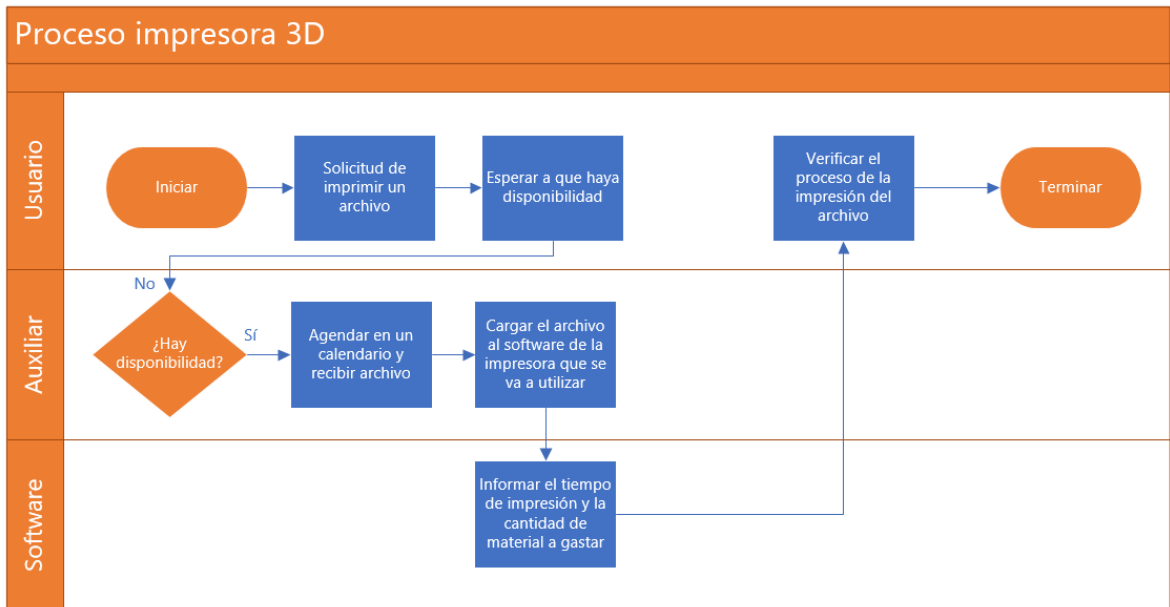 Proceso impresora 3D
Usuario
Iniciar
Solicitud de
imprimir un
archivo
Esperar a que haya
disponibilidad
Verificar el
proceso de la
impresión del
archivo
Terminar
Auxiliar
No
¿Hay
disponibilidad?
Sí
Agendar en un
calendario y
recibir archivo
Cargar el archivo
al software de la
impresora que se
va a utilizar
Software
Informar el tiempo
de impresión y la
cantidad de
material a gastar